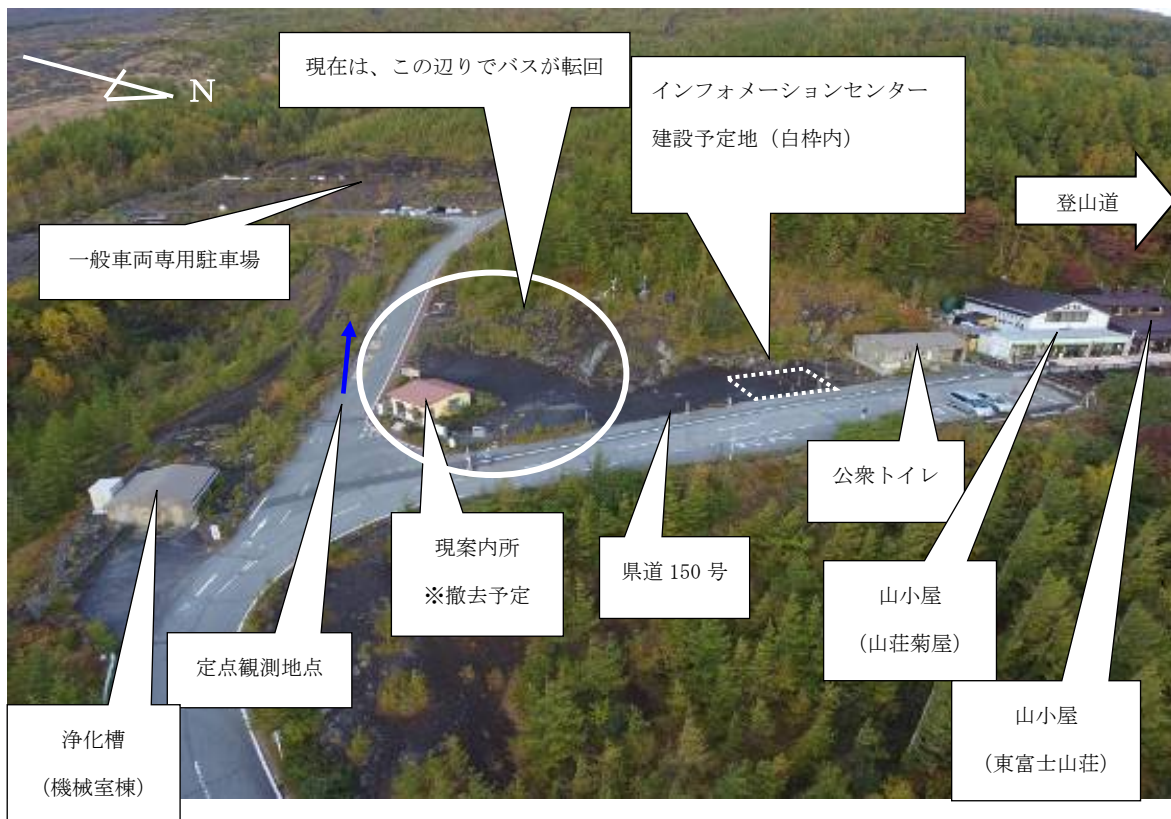 現在は、この辺りでバスが転回
N
インフォメーションセンター
建設予定地（白枠内）
登山道
一般車両専用駐車場
公衆トイレ
現案内所
※撤去予定
県道 150 号
山小屋
（山荘菊屋）
定点観測地点
山小屋
（東富士山荘）
浄化槽
（機械室棟）